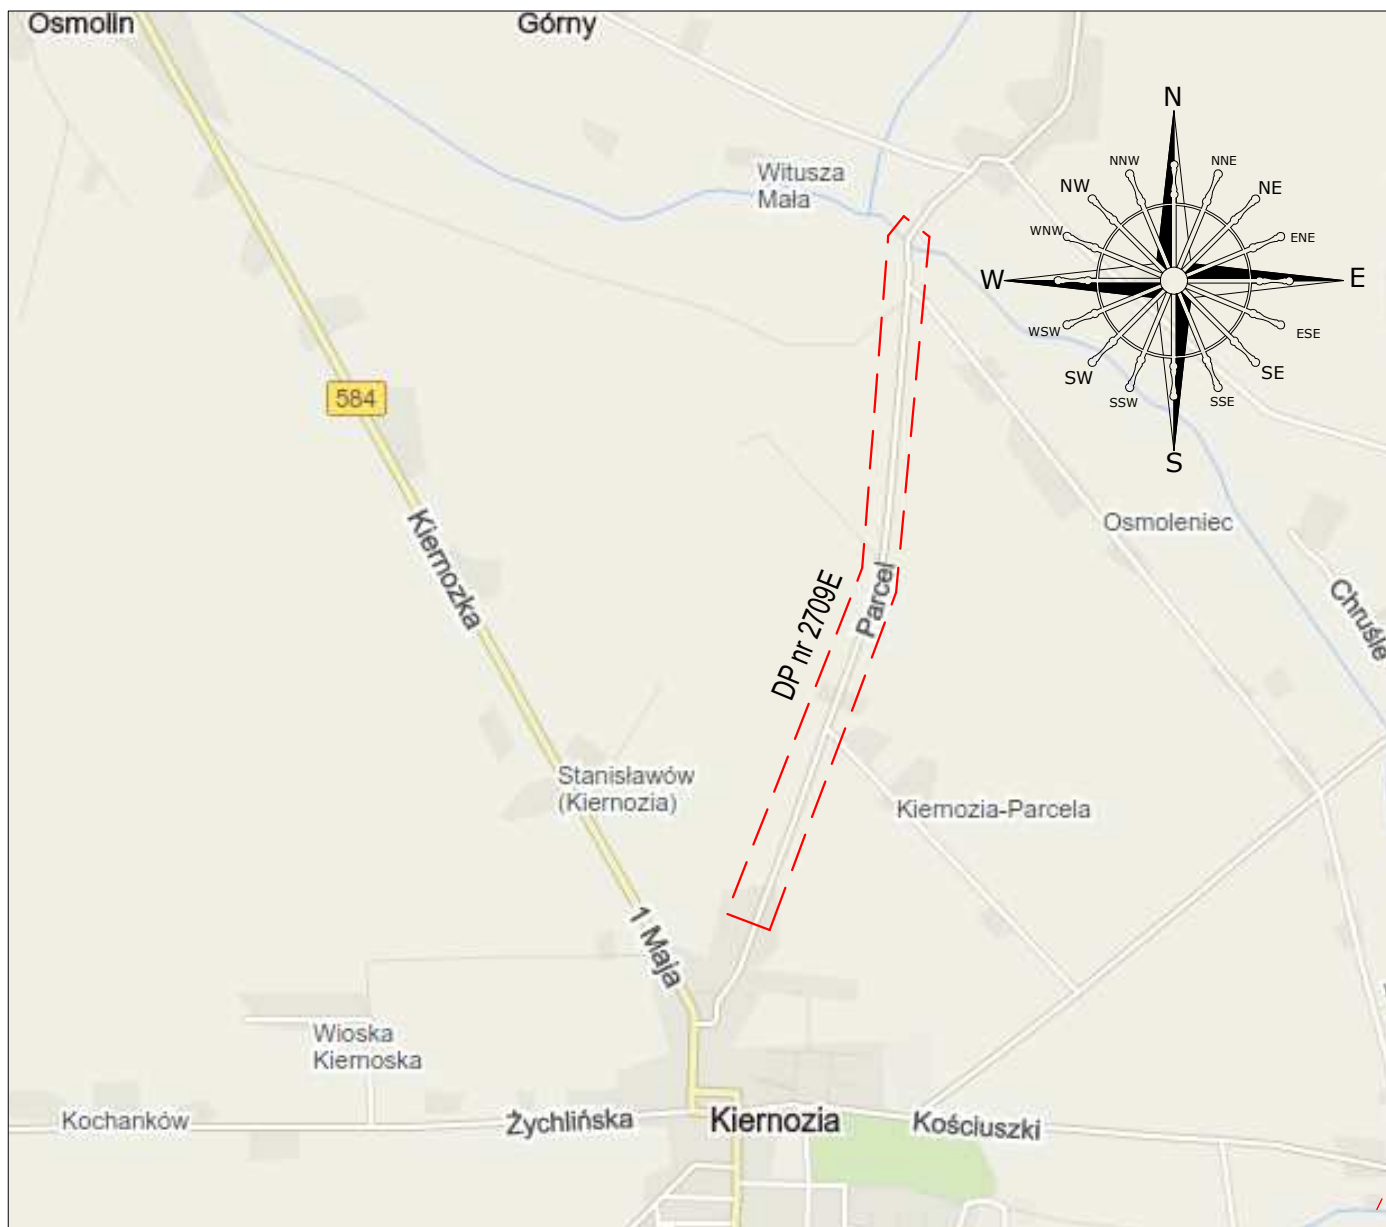 Osmolin
Górny
N
NNW
NNE
NW
NE
Witusza
Mała
WNW
ENE
W
E
WSW
ESE
SW
SE
SSW
SSE
584
S
Kiernozka
Osmoleniec
Parcel
DP nr 2709E
Chruśle
Stanisławów
(Kiernozia)
Kiernozia-Parcela
1 Maja
Wioska
Kiernoska
Kochanków
Żychlińska
Kiernozia
Kościuszki